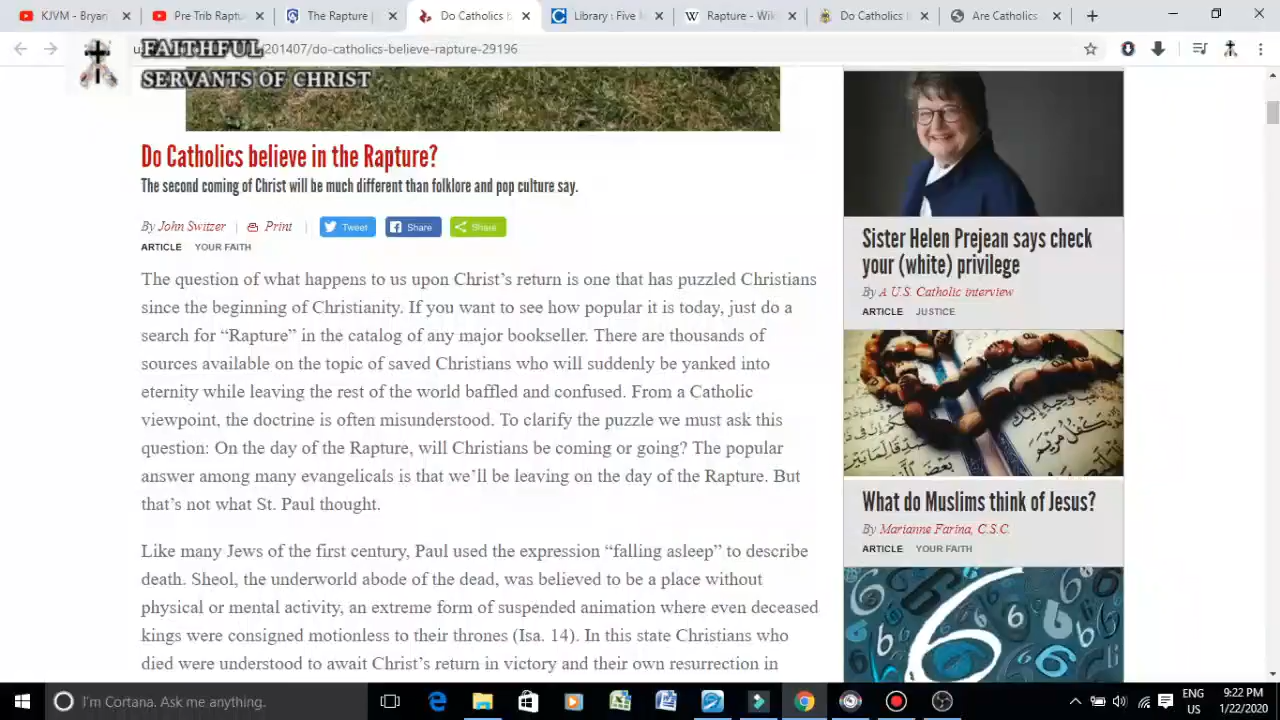 KJVM - Bryan
Pre Trib Raptu
The Rapture
Do Catholics b
Library : Five M
Rapture - Wik
Do Catholics
Are Catholics
201407/do-catholics-believe-rapture-29196
FAITHFUL
SERVANTS OF CHRIST
Do Catholics believe in the Rapture?
The second coming of Christ will be much different than folklore and pop culture say.
By John Switzer | Print | Tweet Share Share
ARTICLE YOUR FAITH
The question of what happens to us upon Christ's return is one that has puzzled Christians
since the beginning of Christianity. If you want to see how popular it is today, just do a
search for “Rapture” in the catalog of any major bookseller. There are thousands of
sources available on the topic of saved Christians who will suddenly be yanked into
eternity while leaving the rest of the world baffled and confused. From a Catholic
viewpoint, the doctrine is often misunderstood. To clarify the puzzle we must ask this
question: On the day of the Rapture, will Christians be coming or going? The popular
answer among many evangelicals is that we’ll be leaving on the day of the Rapture. But
that’s not what St. Paul thought.
Like many Jews of the first century, Paul used the expression “falling asleep” to describe
death. Sheol, the underworld abode of the dead, was believed to be a place without
physical or mental activity, an extreme form of suspended animation where even deceased
kings were consigned motionless to their thrones (Isa. 14). In this state Christians who
died were understood to await Christ’s return in victory and their own resurrection in
Sister Helen Prejean says check
your (white) privilege
By A U.S. Catholic interview
ARTICLE JUSTICE
What do Muslims think of Jesus?
By Marianne Farina, C.S.C.
ARTICLE YOUR FAITH
6
I'm Cortana. Ask me anything.
ENG
US
9:22 PM
1/22/2020